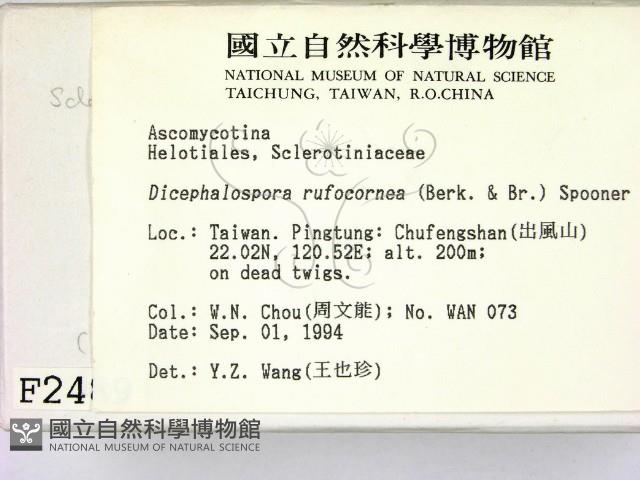 國立自然科學博物館
NATIONAL MUSEUM OF NATURAL SCIENCE
TAICHUNG, TAIWAN, R.O.CHINA
Ascomycotina
Helotiales, Sclerotiniaceae
Dicephalospora rufocornea (Berk. & Br.) Spooner
Loc.: Taiwan. Pingtung: Chufengshan(出風山)
22.02N, 120.52E; alt. 200m;
on dead twigs.
Col.: W.N. Chou(周文能); No. WAN 073
Date: Sep. 01, 1994
Det.: Y.Z. Wang(王也珍)
F2489
國立自然科學博物館
NATIONAL MUSEUM OF NATURAL SCIENCE